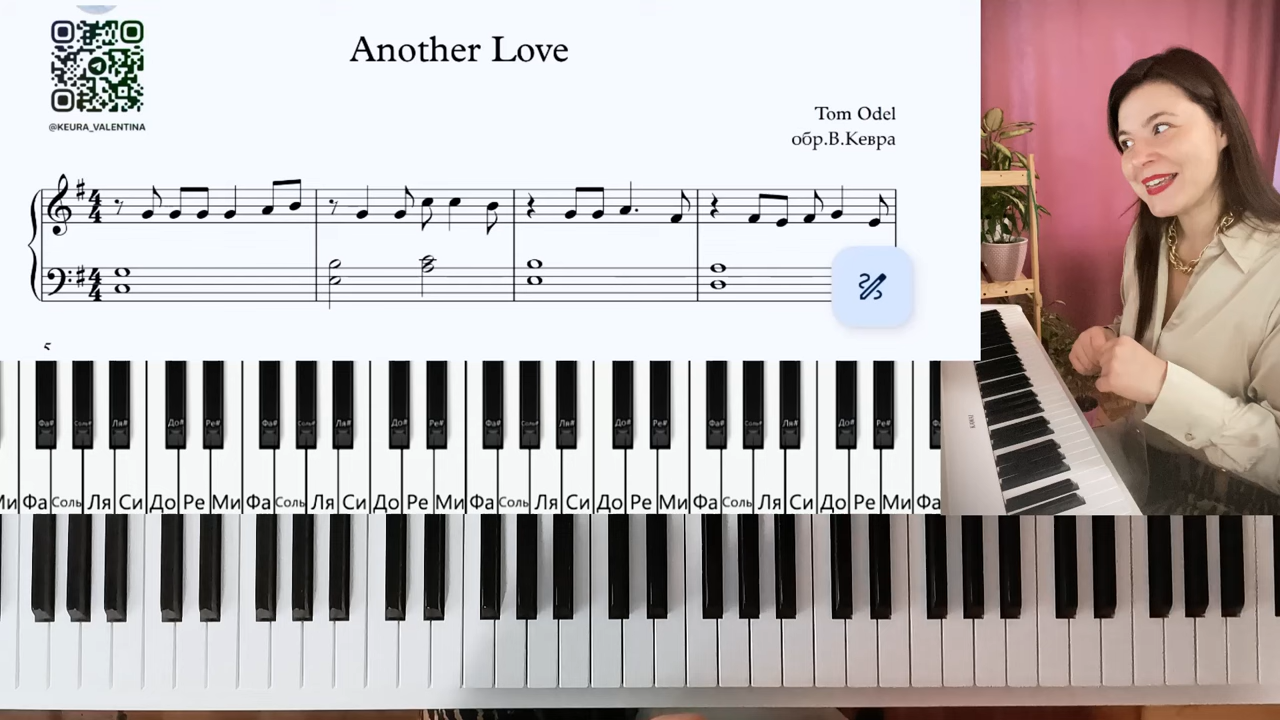 Another Love
@KEURA_VALENTINA
Tom Odel
обр.В.Кевра
5
Фа# Соль# Ля# До# Ре# Фа# Соль# Ля# До# Ре# Фа# Соль# Ля# До# Ре# Фа# Соль# Ля# До# Ре#
Ми Фа Соль Ля Си До Ре Ми Фа Соль Ля Си До Ре Ми Фа Соль Ля Си До Ре Ми Фа Соль Ля Си До Ре Ми Фа